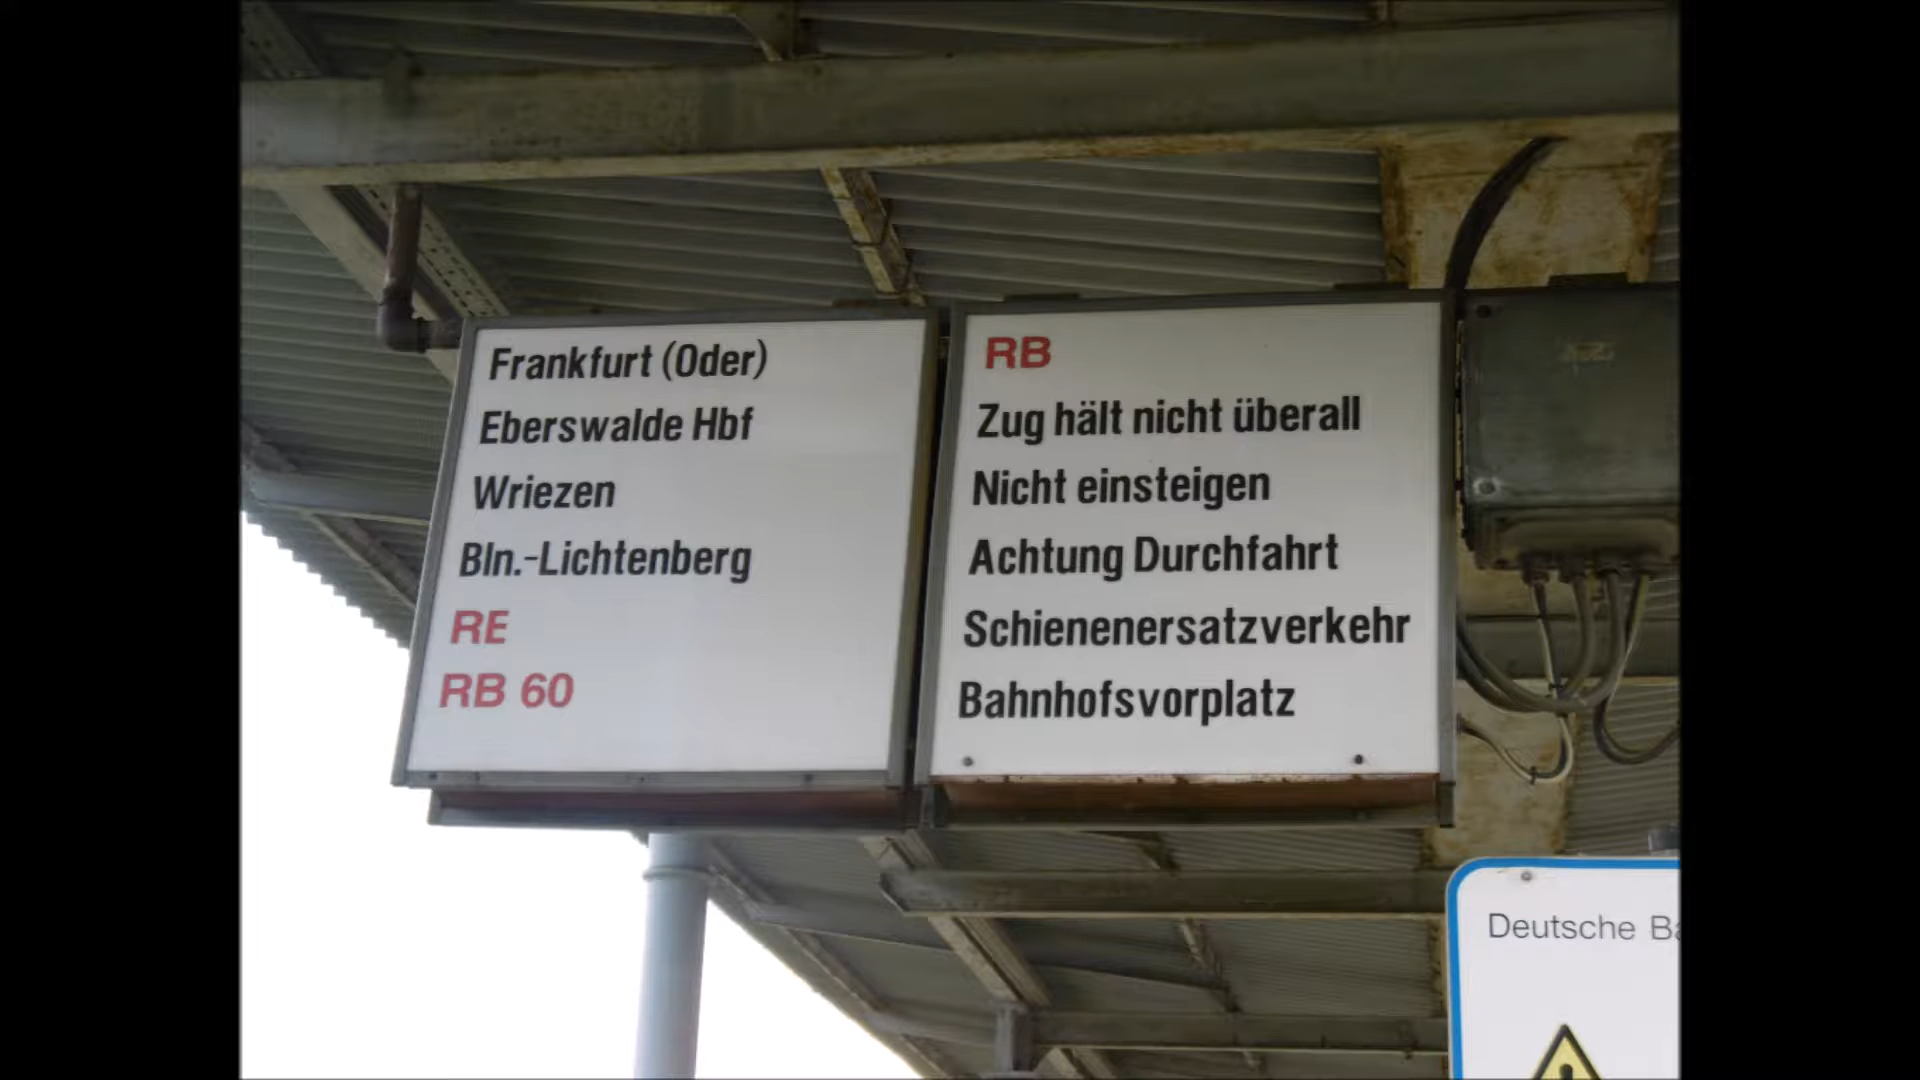 Frankfurt (Oder)
Eberswalde Hbf
Wriezen
Bln.-Lichtenberg
RE
RB 60
RB
Zug hält nicht überall
Nicht einsteigen
Achtung Durchfahrt
Schienenersatzverkehr
Bahnhofsvorplatz
Deutsche